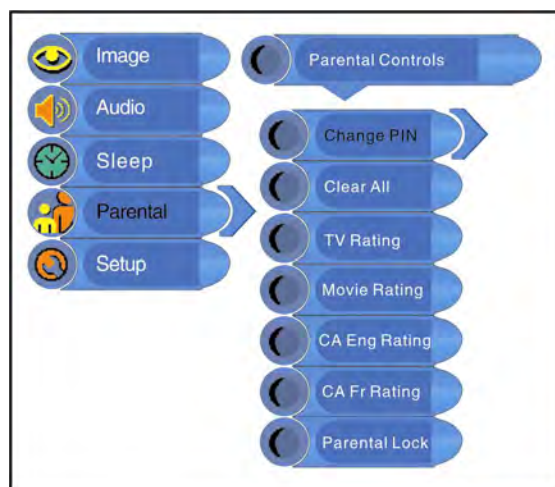 Image
Audio
Sleep
Parental
Setup
Parental Controls
Change PIN
Clear All
TV Rating
Movie Rating
CA Eng Rating
CA Fr Rating
Parental Lock